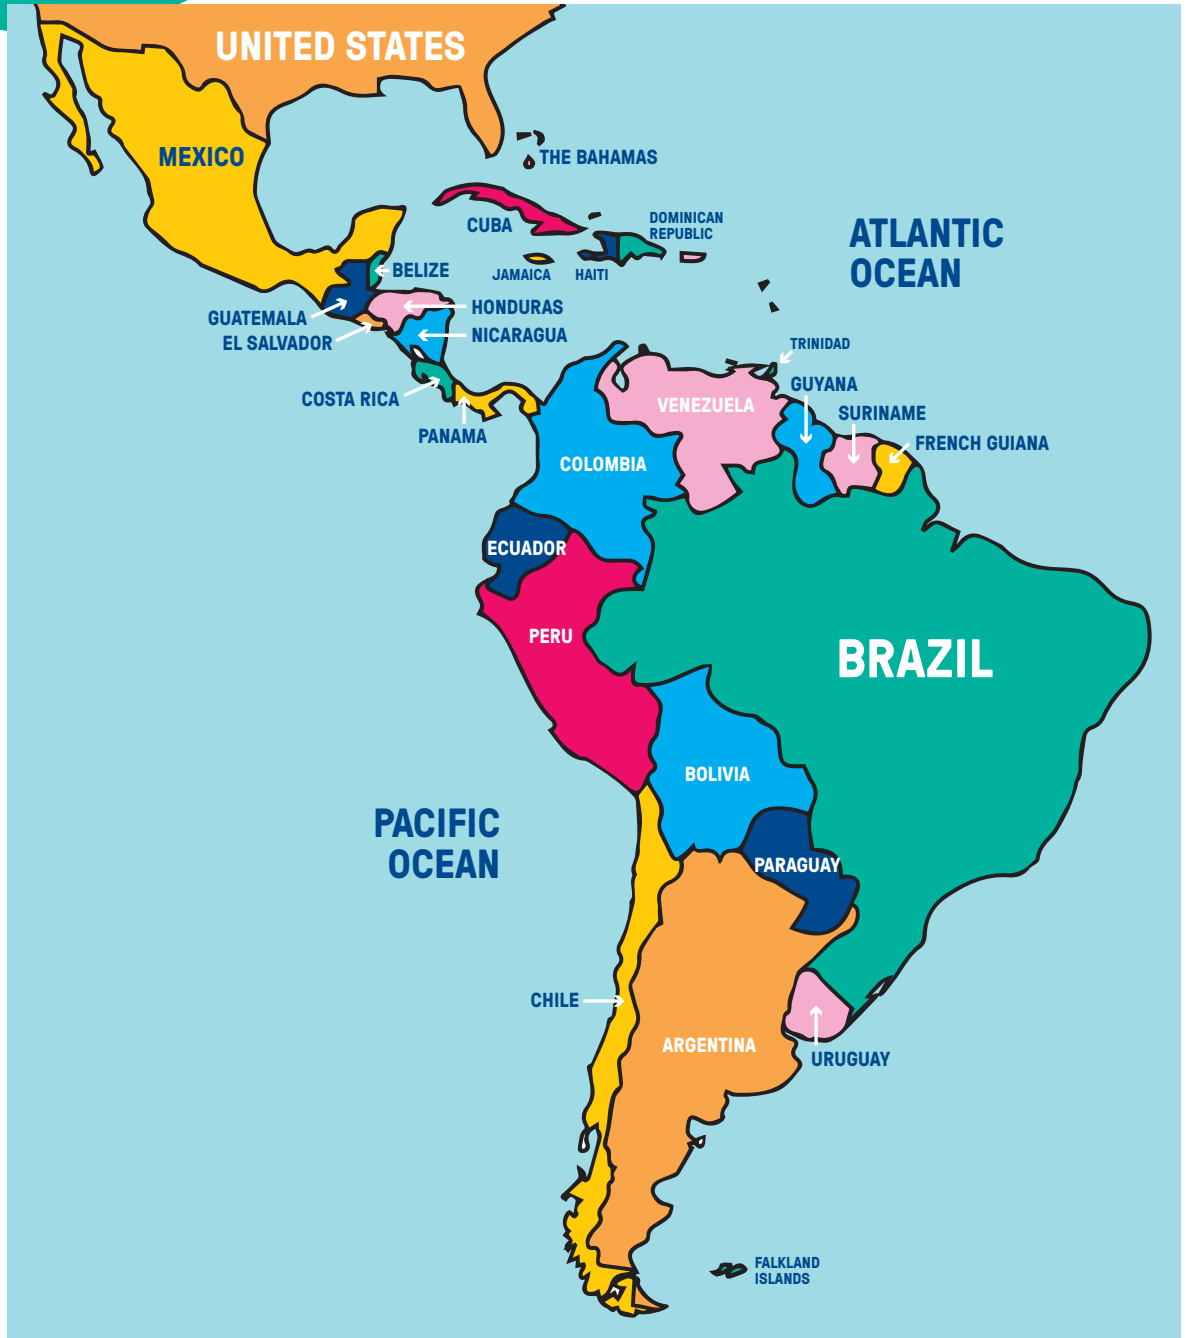 UNITED STATES
MEXICO
THE BAHAMAS
CUBA
DOMINICAN
REPUBLIC
ATLANTIC
OCEAN
JAMAICA
HAITI
BELIZE
HONDURAS
GUATEMALA
NICARAGUA
EL SALVADOR
TRINIDAD
COSTA RICA
PANAMA
VENEZUELA
GUYANA
SURINAME
FRENCH GUIANA
COLOMBIA
ECUADOR
PERU
BRAZIL
BOLIVIA
PACIFIC
OCEAN
PARAGUAY
CHILE
ARGENTINA
URUGUAY
FALKLAND
ISLANDS